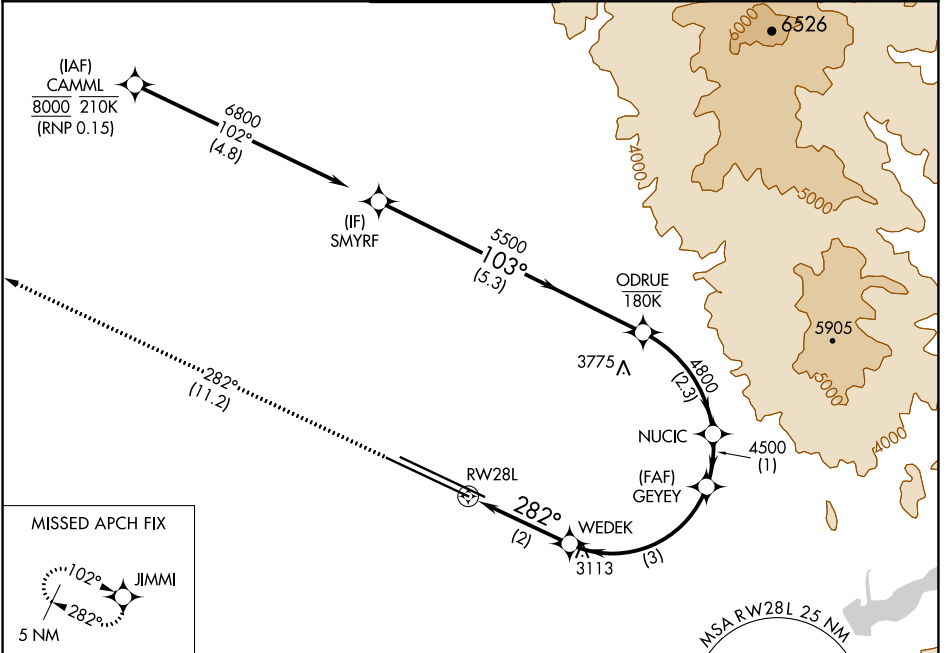 (IAF)
CAMML
8000 210K
(RNP 0.15)
6800
102°
(4.8)
(IF)
SMYRF
5500
103°
(5.3)
ODRUE
180K
3775
4800
(2.3)
NUCIC
4500
(1)
(FAF)
GEYEY
(3)
WEDEK
3113
282°
(2)
RW28L
282°
(11.2)
6000
6526
4000
5000
5905
5000
4000
MISSED APCH FIX
102°
JIMMI
282°
5 NM
MSA RW28L 25 NM